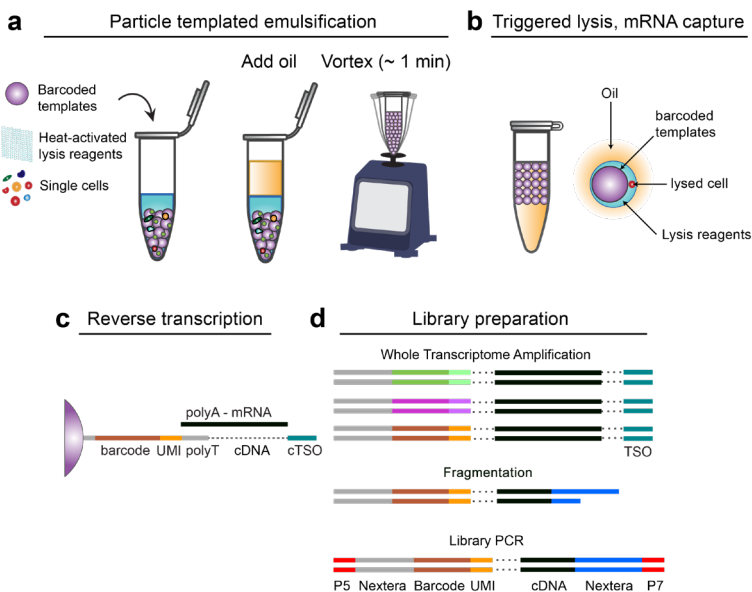 a Particle templated emulsification
Add oil
Vortex (~ 1 min)
Barcoded
templates
Heat-activated
lysis reagents
Single cells
b Triggered lysis, mRNA capture
Oil
barcoded
templates
lysed cell
Lysis reagents
c Reverse transcription
polyA - mRNA
barcode UMI polyT cDNA cTSO
d Library preparation
Whole Transcriptome Amplification
TSO
Fragmentation
Library PCR
P5 Nextera Barcode UMI cDNA Nextera P7